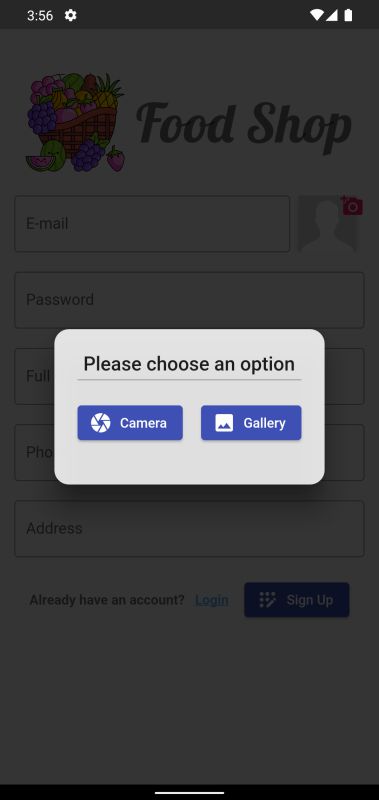 3:56
Food Shop
E-mail
Password
Please choose an option
Full
Camera
Gallery
Pho
Address
Already have an account? Login
Sign Up